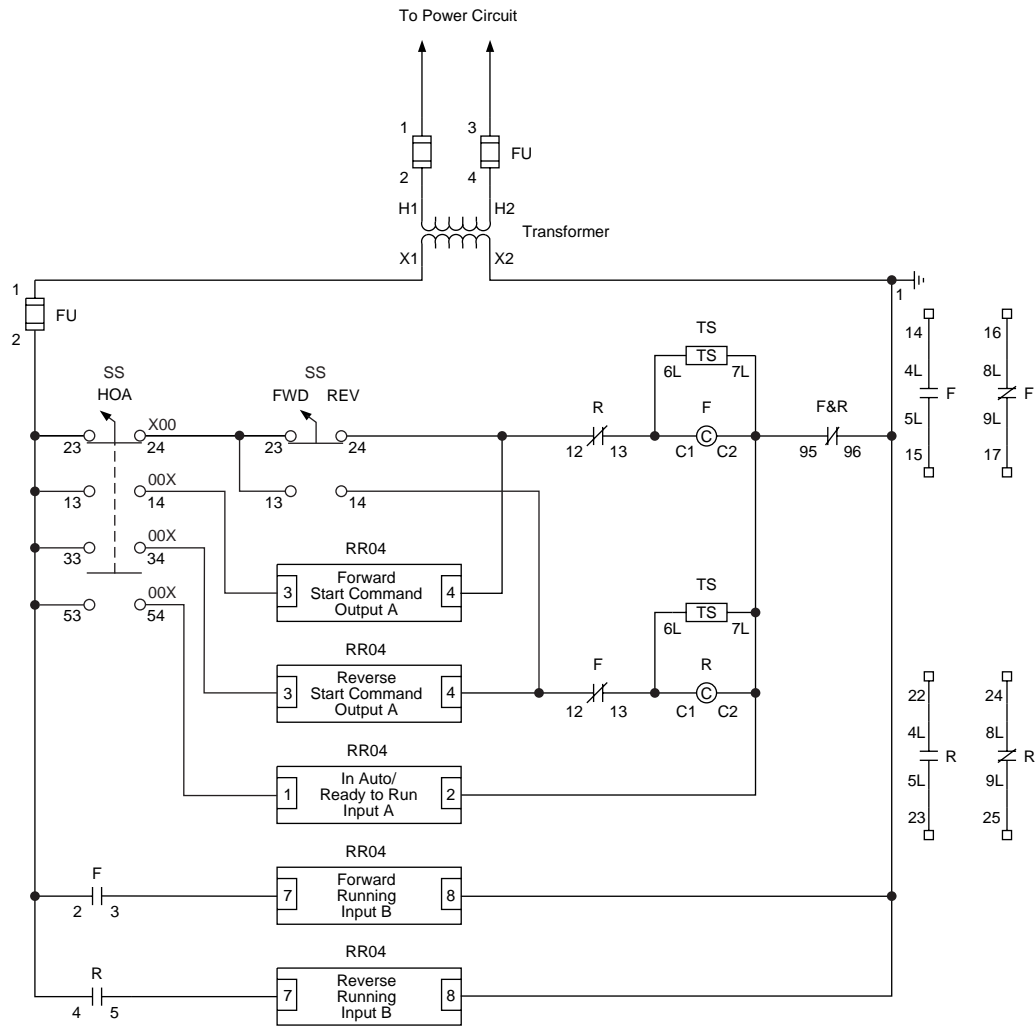 To Power Circuit
1 3
FU
2 4
H1 H2
Transformer
X1 X2
1
FU
2
1
TS
TS
6L 7L
14 16
4L 8L
F F
5L 9L
15 17
SS SS
HOA FWD REV
X00
R F F&R
23 24 23 24 12 13 C C1 C2 95 96
00X
13 14 13 14
00X
33 34
RR04
3 Forward 4
Start Command
Output A
00X
53 54
TS
TS
6L 7L
RR04
3 Reverse 4
Start Command
Output A
F R
12 13 C C1 C2
22 24
4L 8L
R R
5L 9L
23 25
RR04
1 In Auto/ 2
Ready to Run
Input A
RR04
F
2 3
7 Forward 8
Running
Input B
RR04
R
4 5
7 Reverse 8
Running
Input B